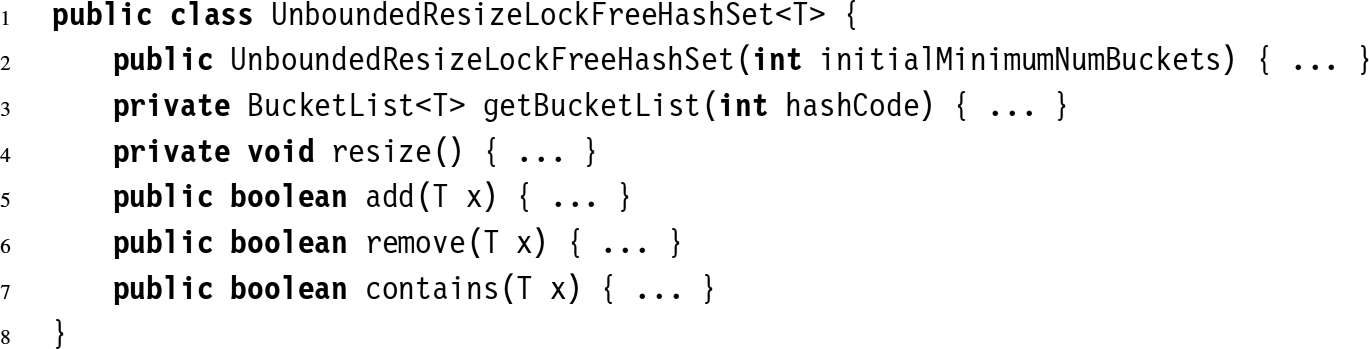 1 public class UnboundedResizeLockFreeHashSet<T> {
2 public UnboundedResizeLockFreeHashSet(int initialMinimumNumBuckets) { ... }
3 private BucketList<T> getBucketList(int hashCode) { ... }
4 private void resize() { ... }
5 public boolean add(T x) { ... }
6 public boolean remove(T x) { ... }
7 public boolean contains(T x) { ... }
8 }